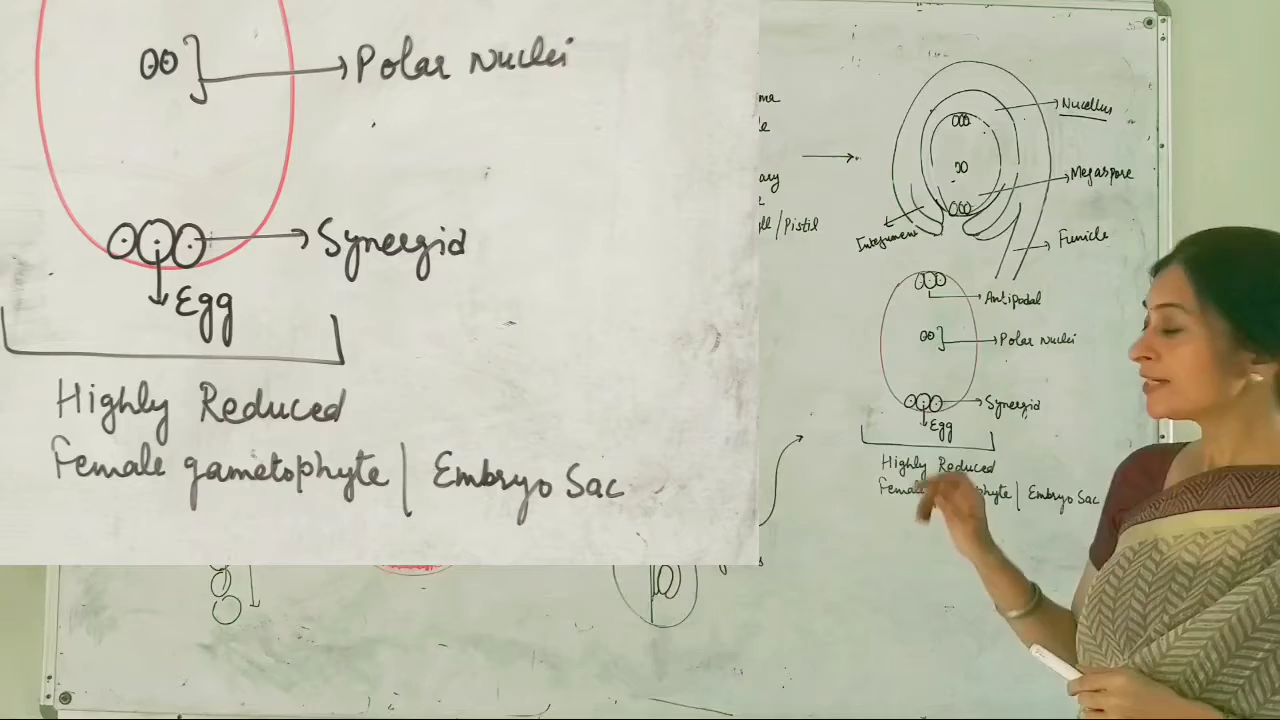 Polar Nuclei
Synergid
Egg
Highly Reduced
Female gametophyte | Embryo Sac
Nucellus
Megaspore
Integument
Funicle
/Pistil
Antipodal
Polar Nuclei
Synergid
Egg
Highly Reduced
| Embryo Sac